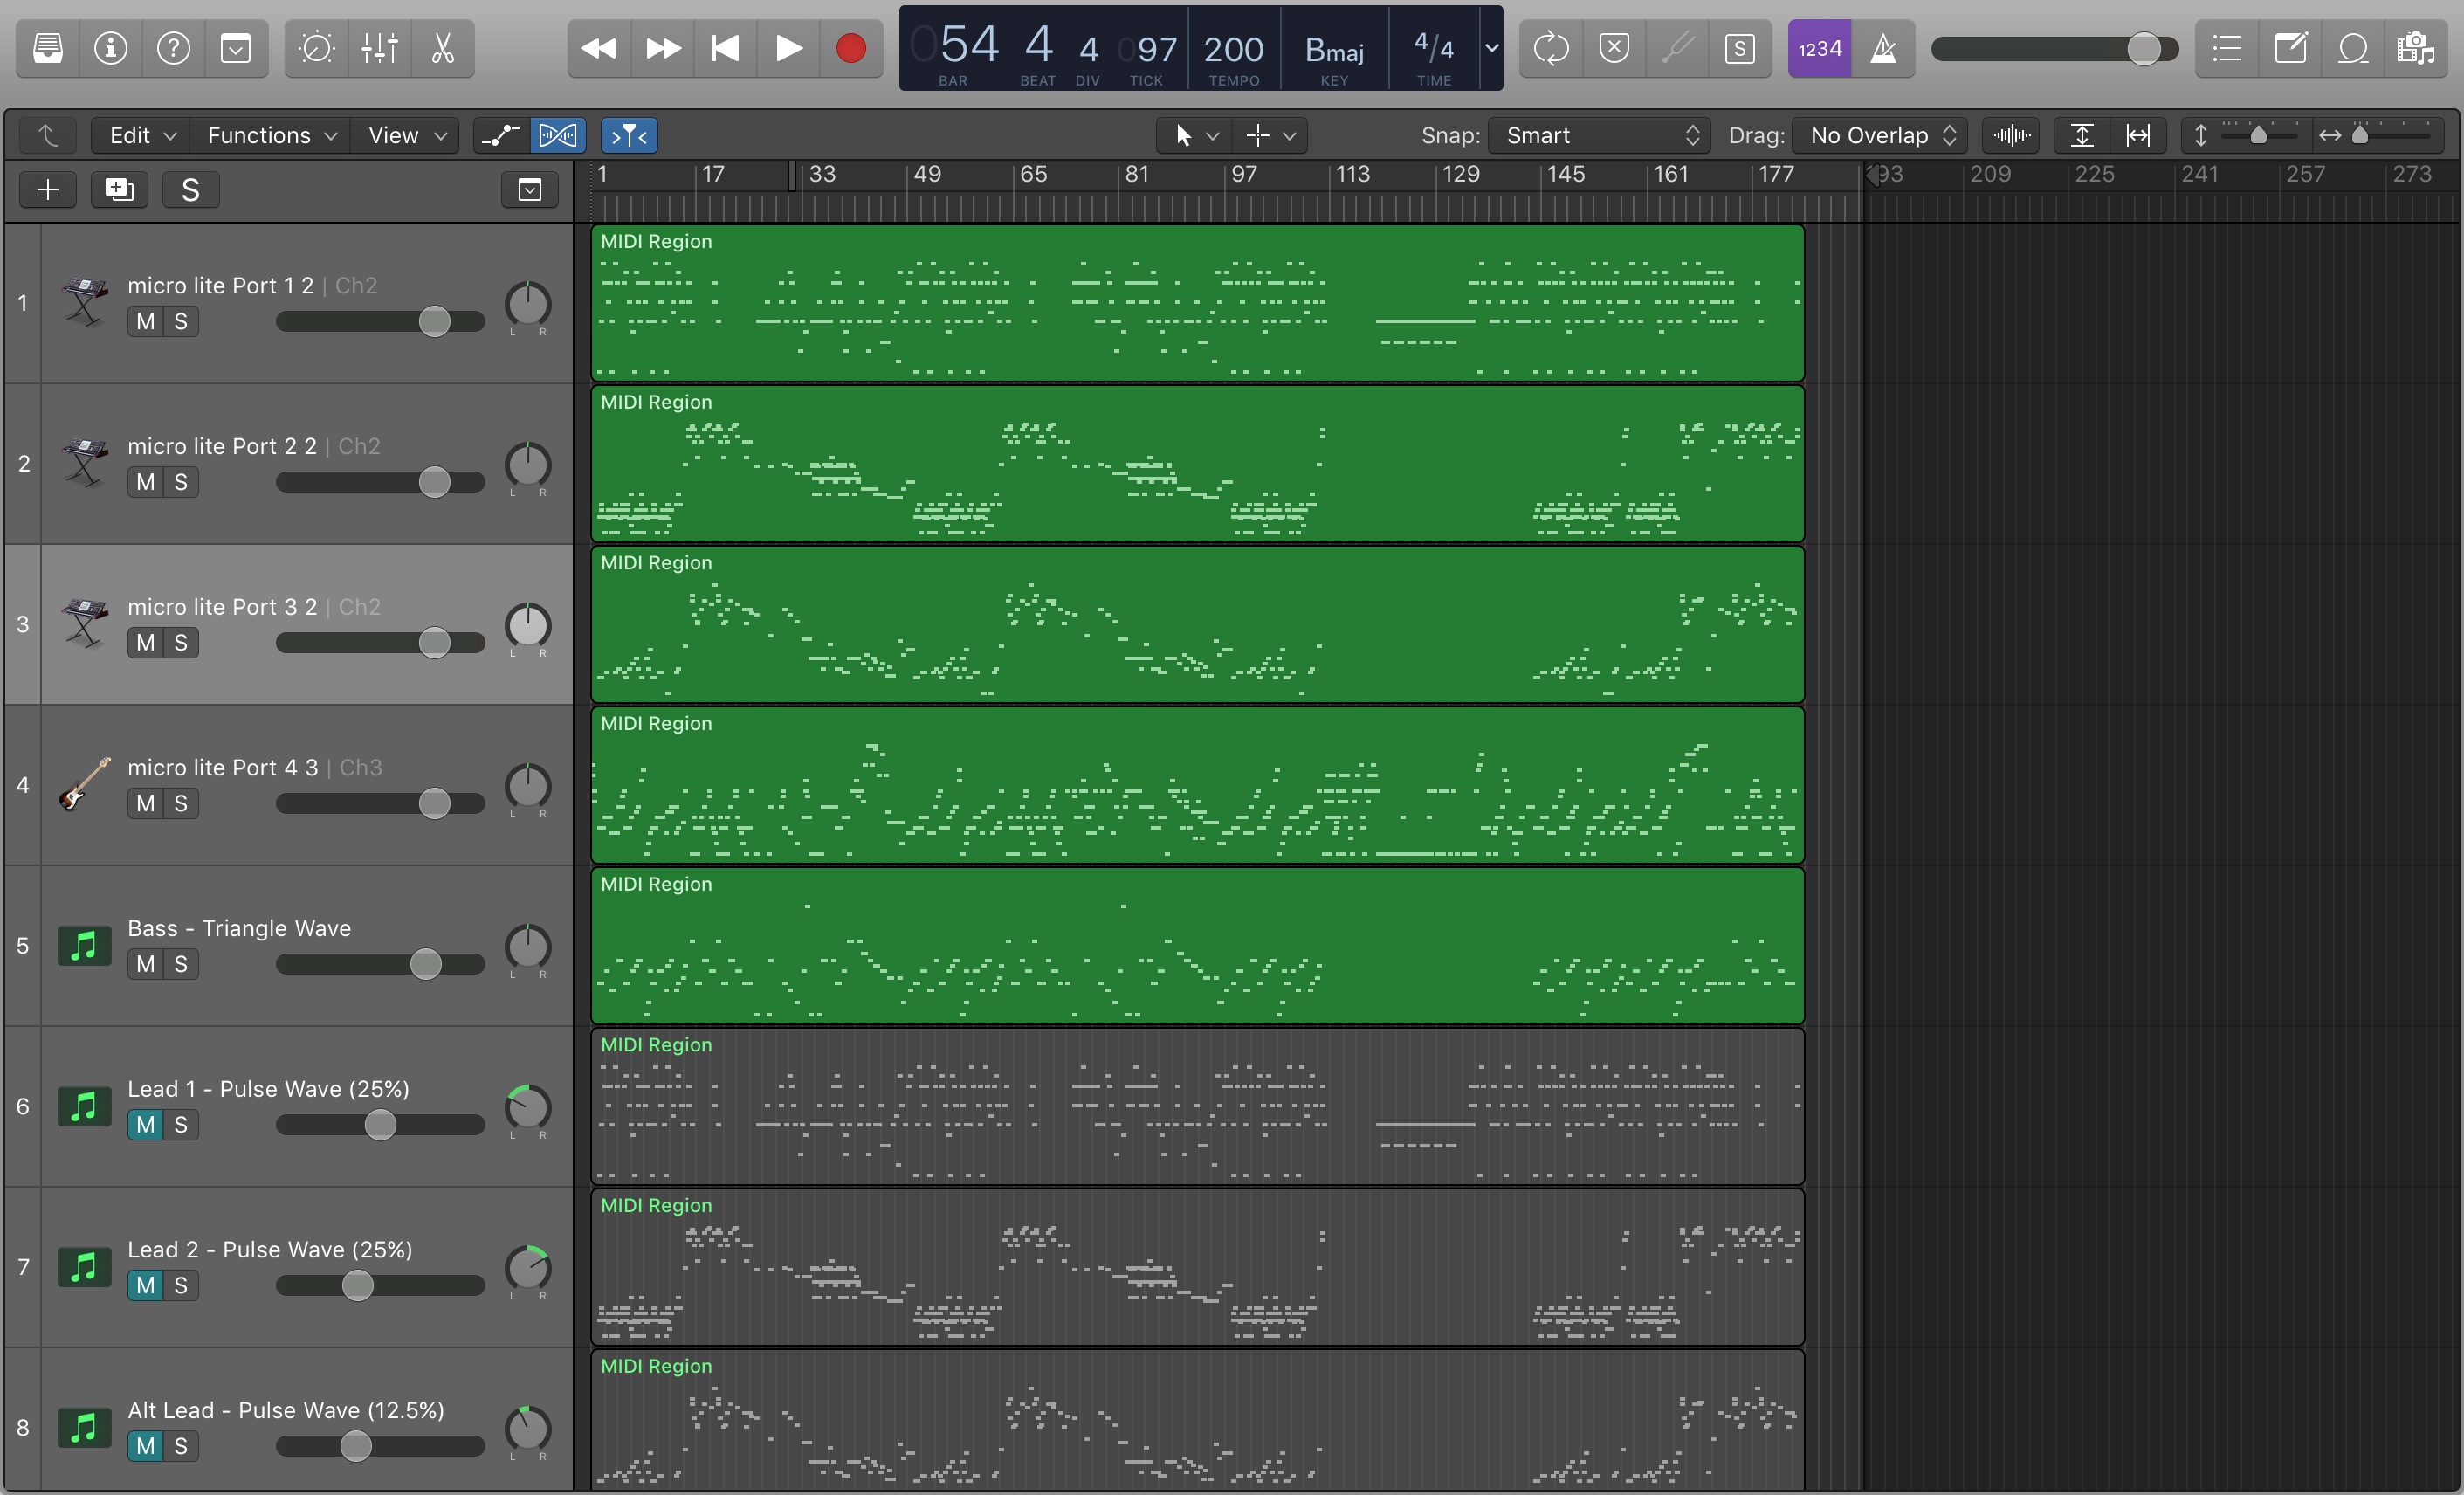 054 4 4 097 200 Bmaj 4/4
BAR BEAT DIV TICK TEMPO KEY TIME
S 1234
Edit Functions View Snap: Smart Drag: No Overlap
S
1 17 33 49 65 81 97 113 129 145 161 177 93 209 225 241 257 273
1 micro lite Port 1 2 | Ch2
M S
L R
MIDI Region
2 micro lite Port 2 2 | Ch2
M S
L R
MIDI Region
3 micro lite Port 3 2 | Ch2
M S
L R
MIDI Region
4 micro lite Port 4 3 | Ch3
M S
L R
MIDI Region
5 Bass - Triangle Wave
M S
L R
MIDI Region
6 Lead 1 - Pulse Wave (25%)
M S
L R
MIDI Region
7 Lead 2 - Pulse Wave (25%)
M S
L R
MIDI Region
8 Alt Lead - Pulse Wave (12.5%)
M S
L R
MIDI Region